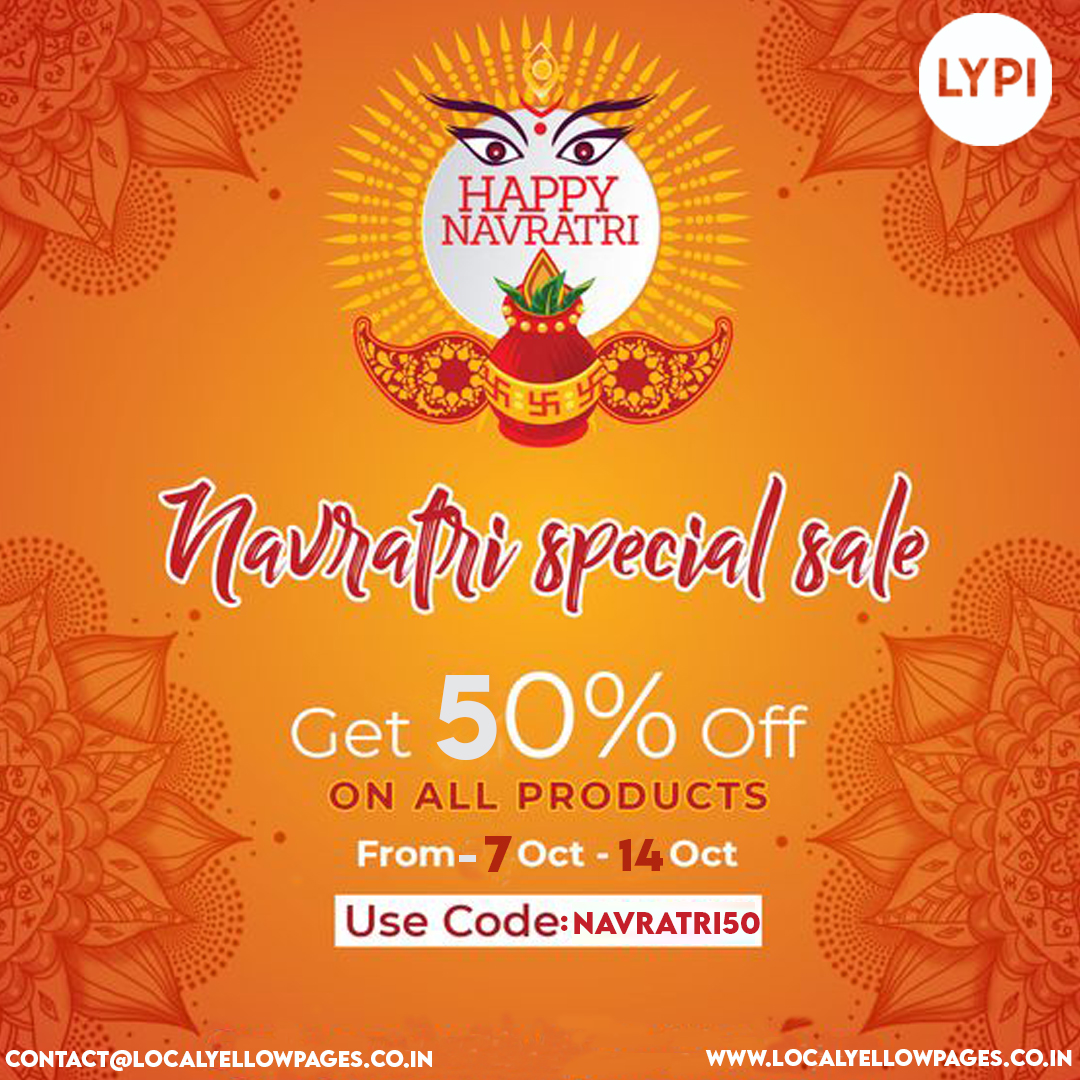 LYPI
HAPPY
NAVRATRI
Navratri special sale
Get 50% Off
ON ALL PRODUCTS
From- 7 Oct - 14 Oct
Use Code: NAVRATRI50
CONTACT@LOCALYELLOWPAGES.CO.IN
WWW.LOCALYELLOWPAGES.CO.IN